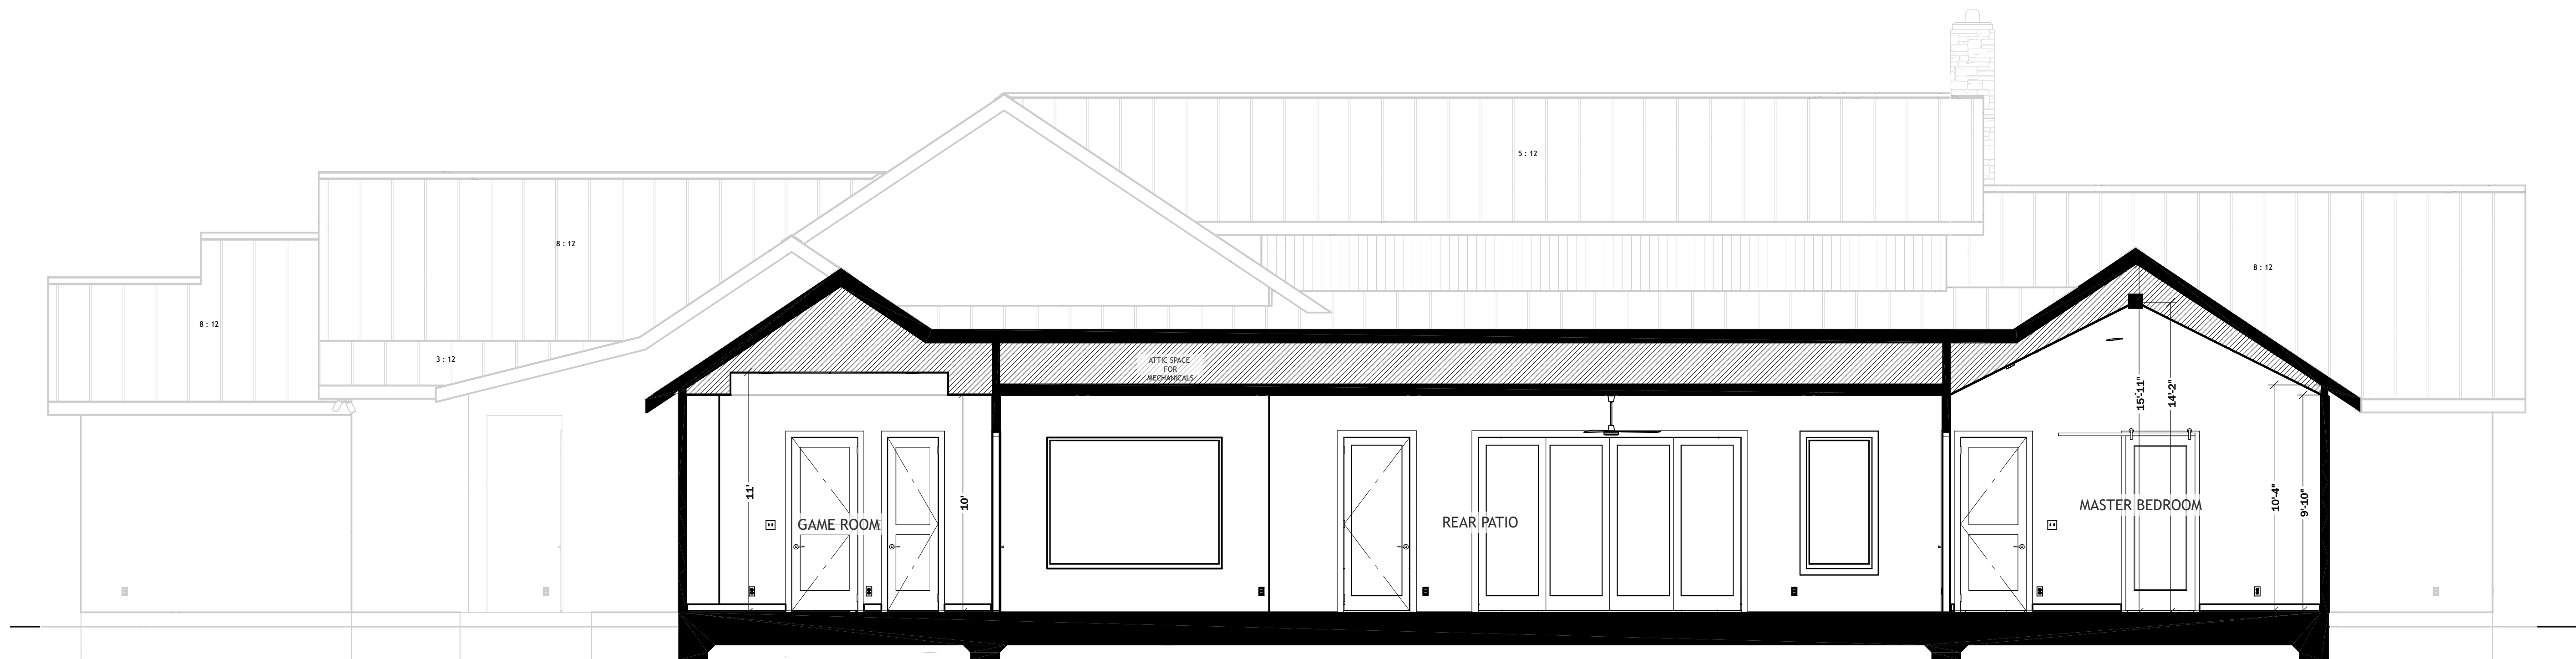 5 : 12
8 : 12
8 : 12
8 : 12
3 : 12
ATTIC SPACE
FOR
MECHANICALS
15'-11"
14'-2"
11'
10'
10'-4"
9'-10"
GAME ROOM
REAR PATIO
MASTER BEDROOM